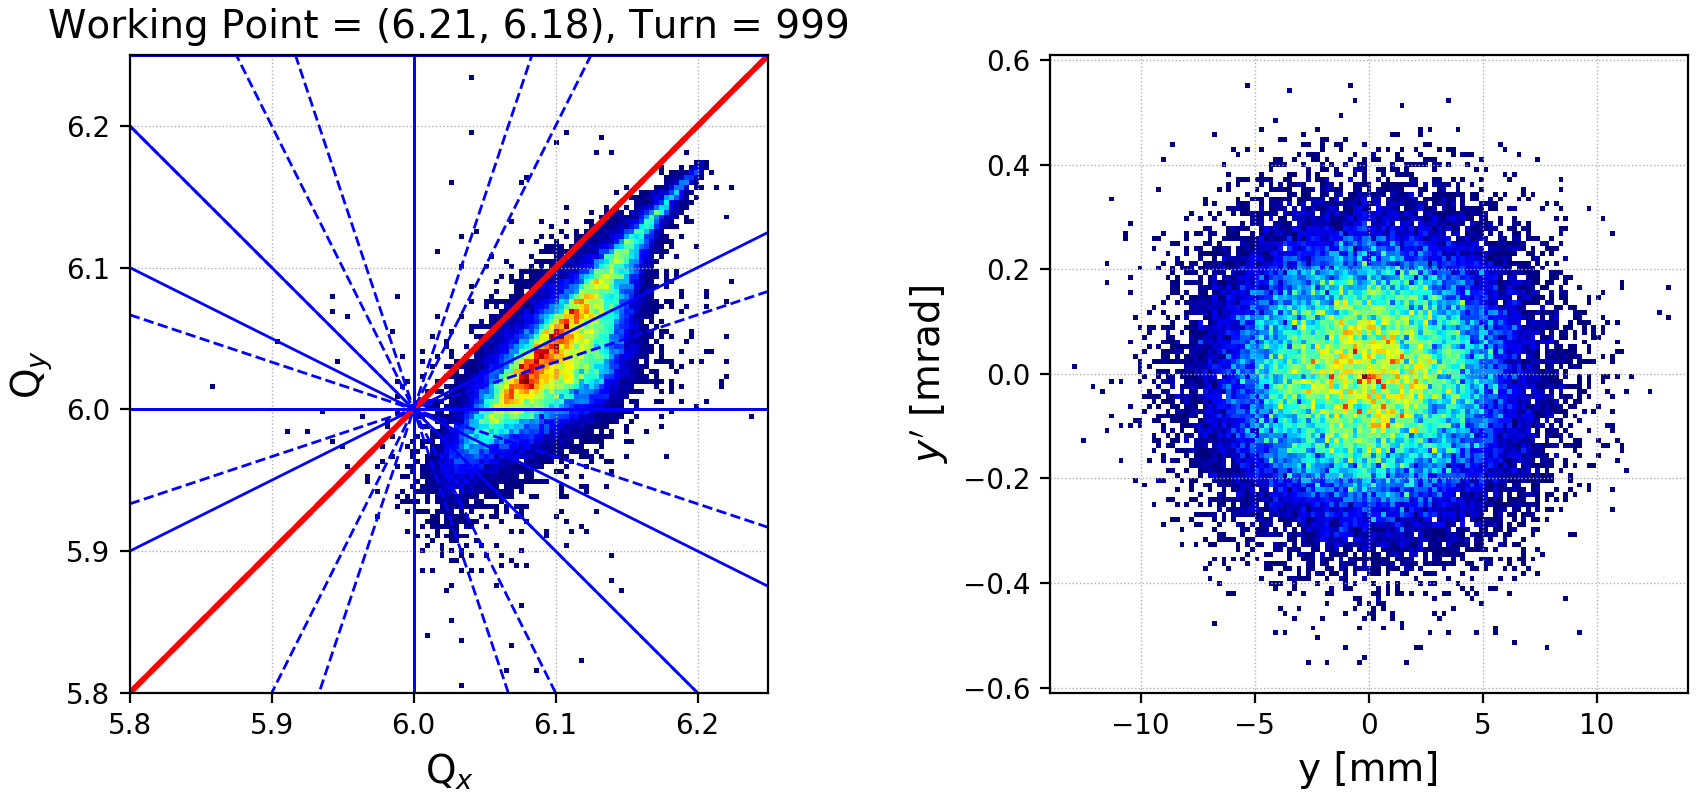 Working Point = (6.21, 6.18), Turn = 999
6.2
6.1
6.0
5.9
5.8
Q_y
5.8 5.9 6.0 6.1 6.2
Q_x
0.6
0.4
0.2
0.0
−0.2
−0.4
−0.6
y′ [mrad]
−10 −5 0 5 10
y [mm]